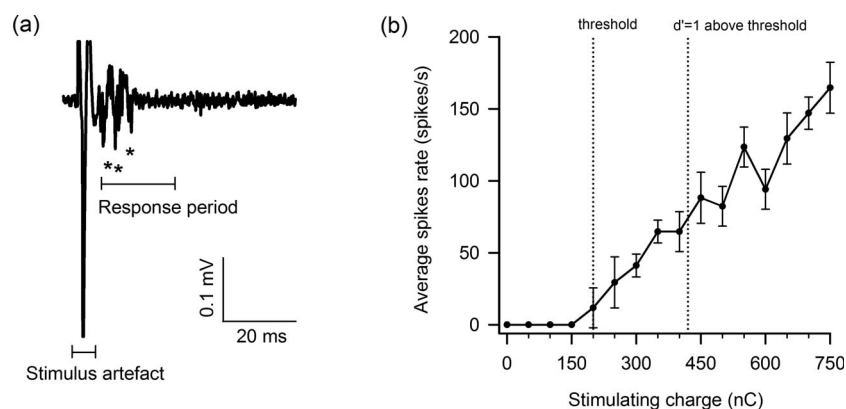 (a)
* * *
Response period
0.1 mV
20 ms
Stimulus artefact
(b)
threshold
d'=1 above threshold
Average spikes rate (spikes/s)
200
150
100
50
0
0 150 300 450 600 750
Stimulating charge (nC)